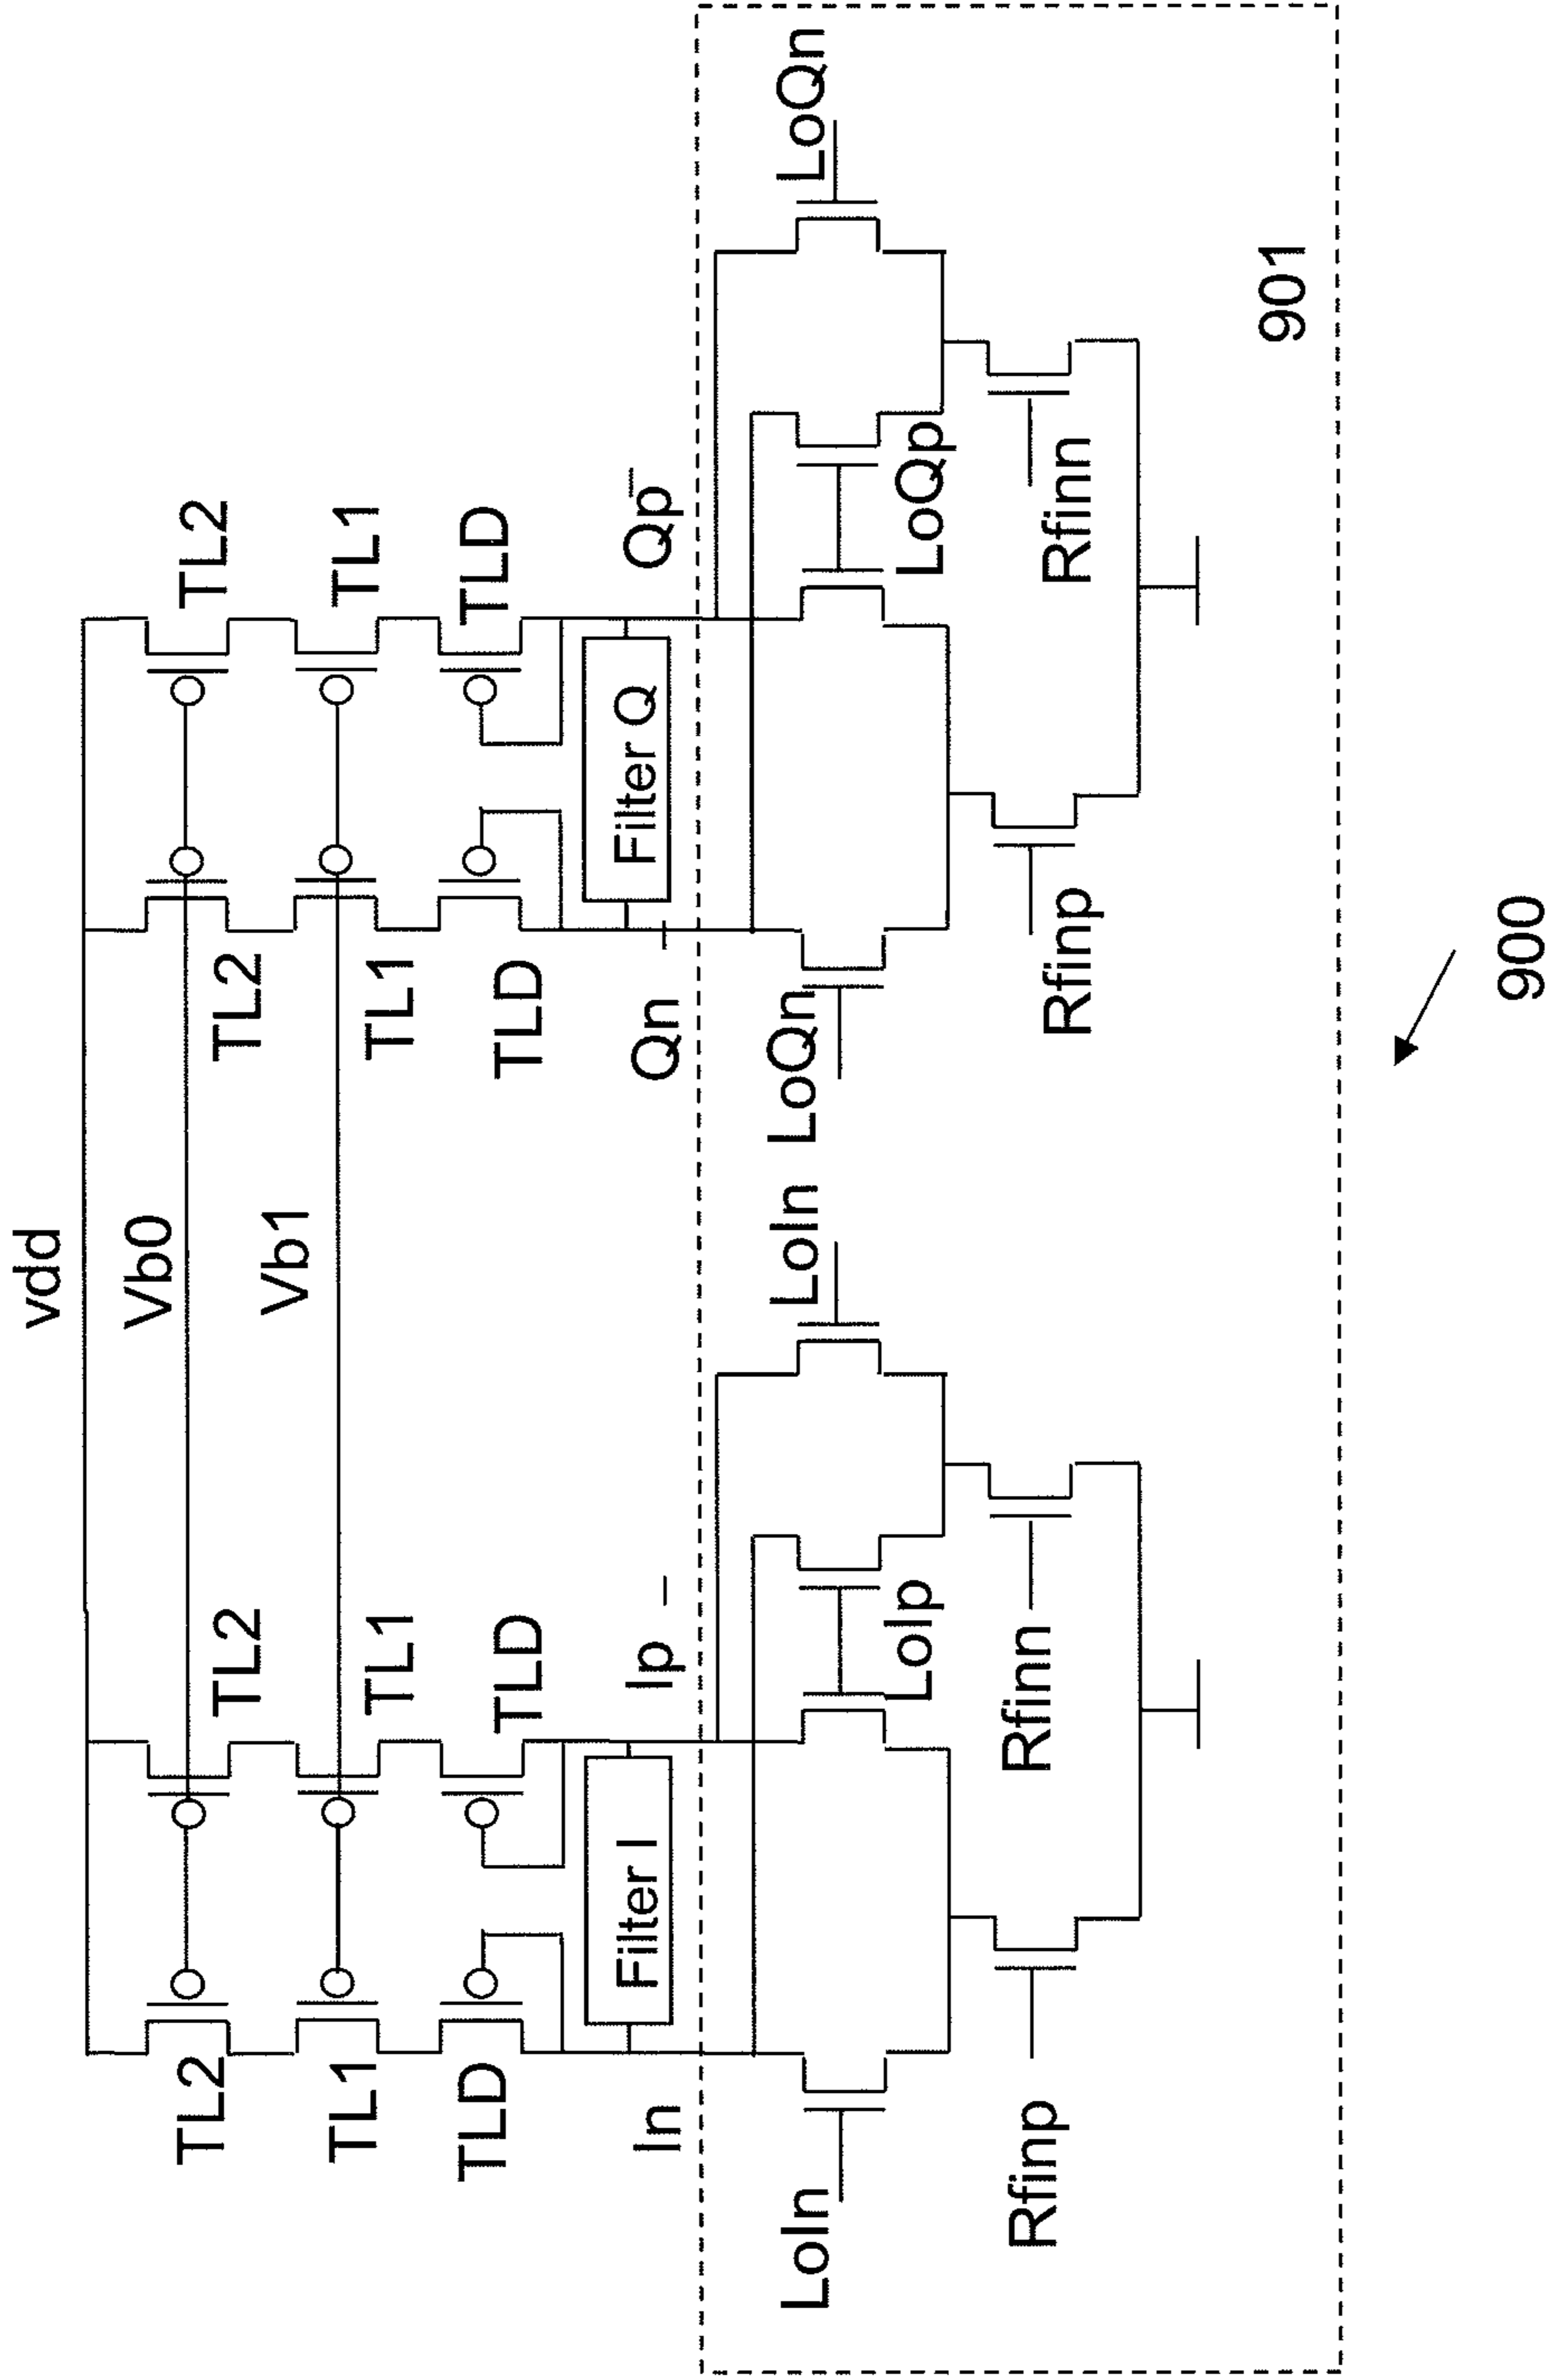 vdd
Vb0
TL2
TL2
TL2
TL2
Vb1
TL1
TL1
TL1
TL1
TLD
TLD
TLD
TLD
Filter I
Filter Q
In
Ip
Qn
Qp
LoIn
LoIn
LoQn
LoQn
LoIp
LoQp
Rfinp
Rfinn
Rfinp
Rfinn
901
900